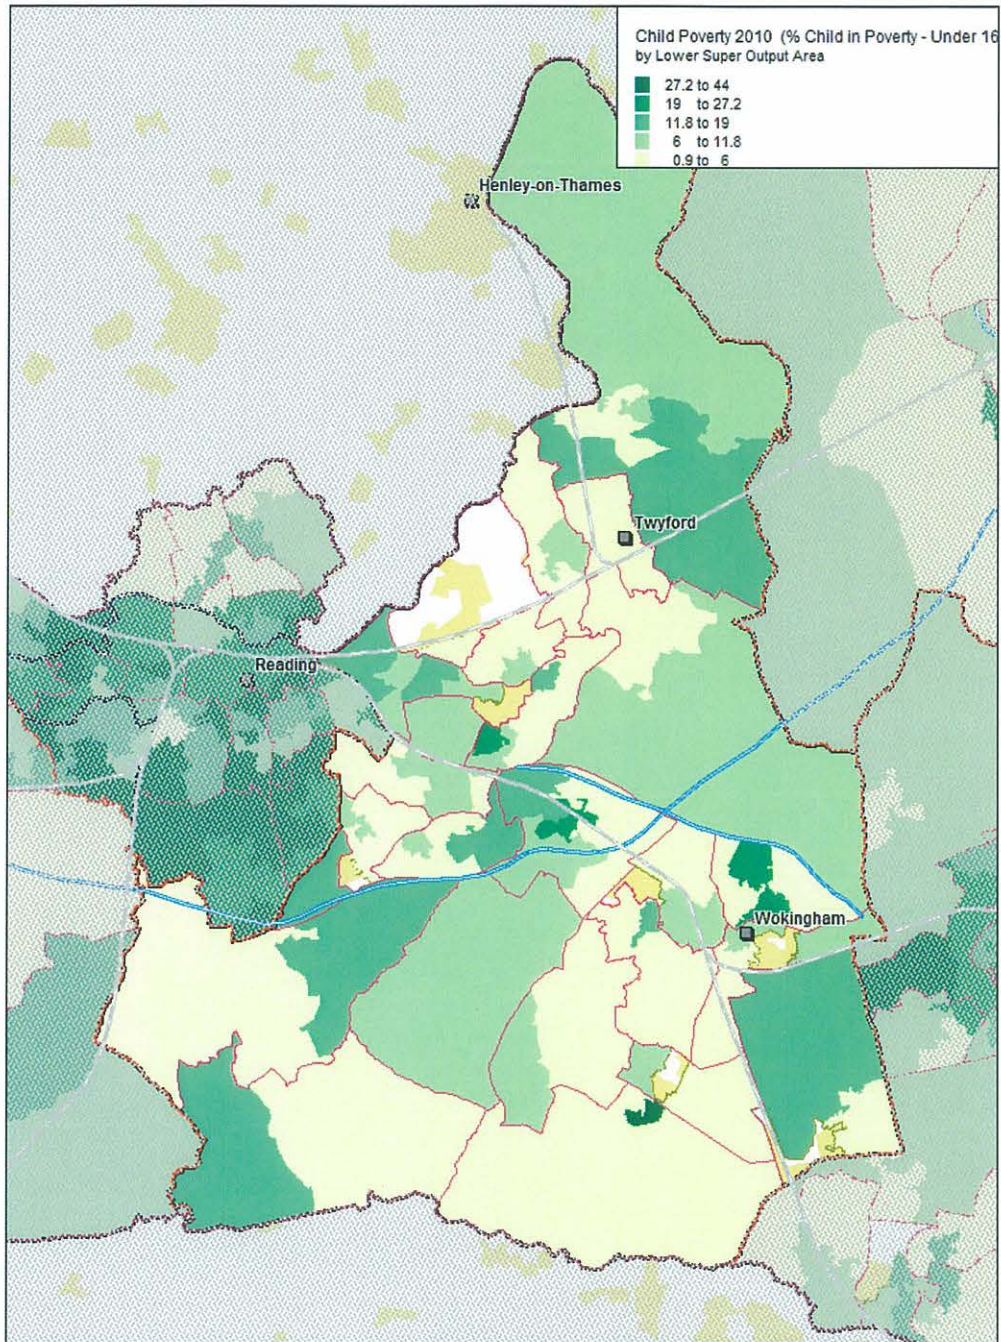 Child Poverty 2010 (% Child in Poverty - Under 16
by Lower Super Output Area
27.2 to 44
19 to 27.2
11.8 to 19
6 to 11.8
0.9 to 6
Henley-on-Thames
Twyford
Reading
Wokingham